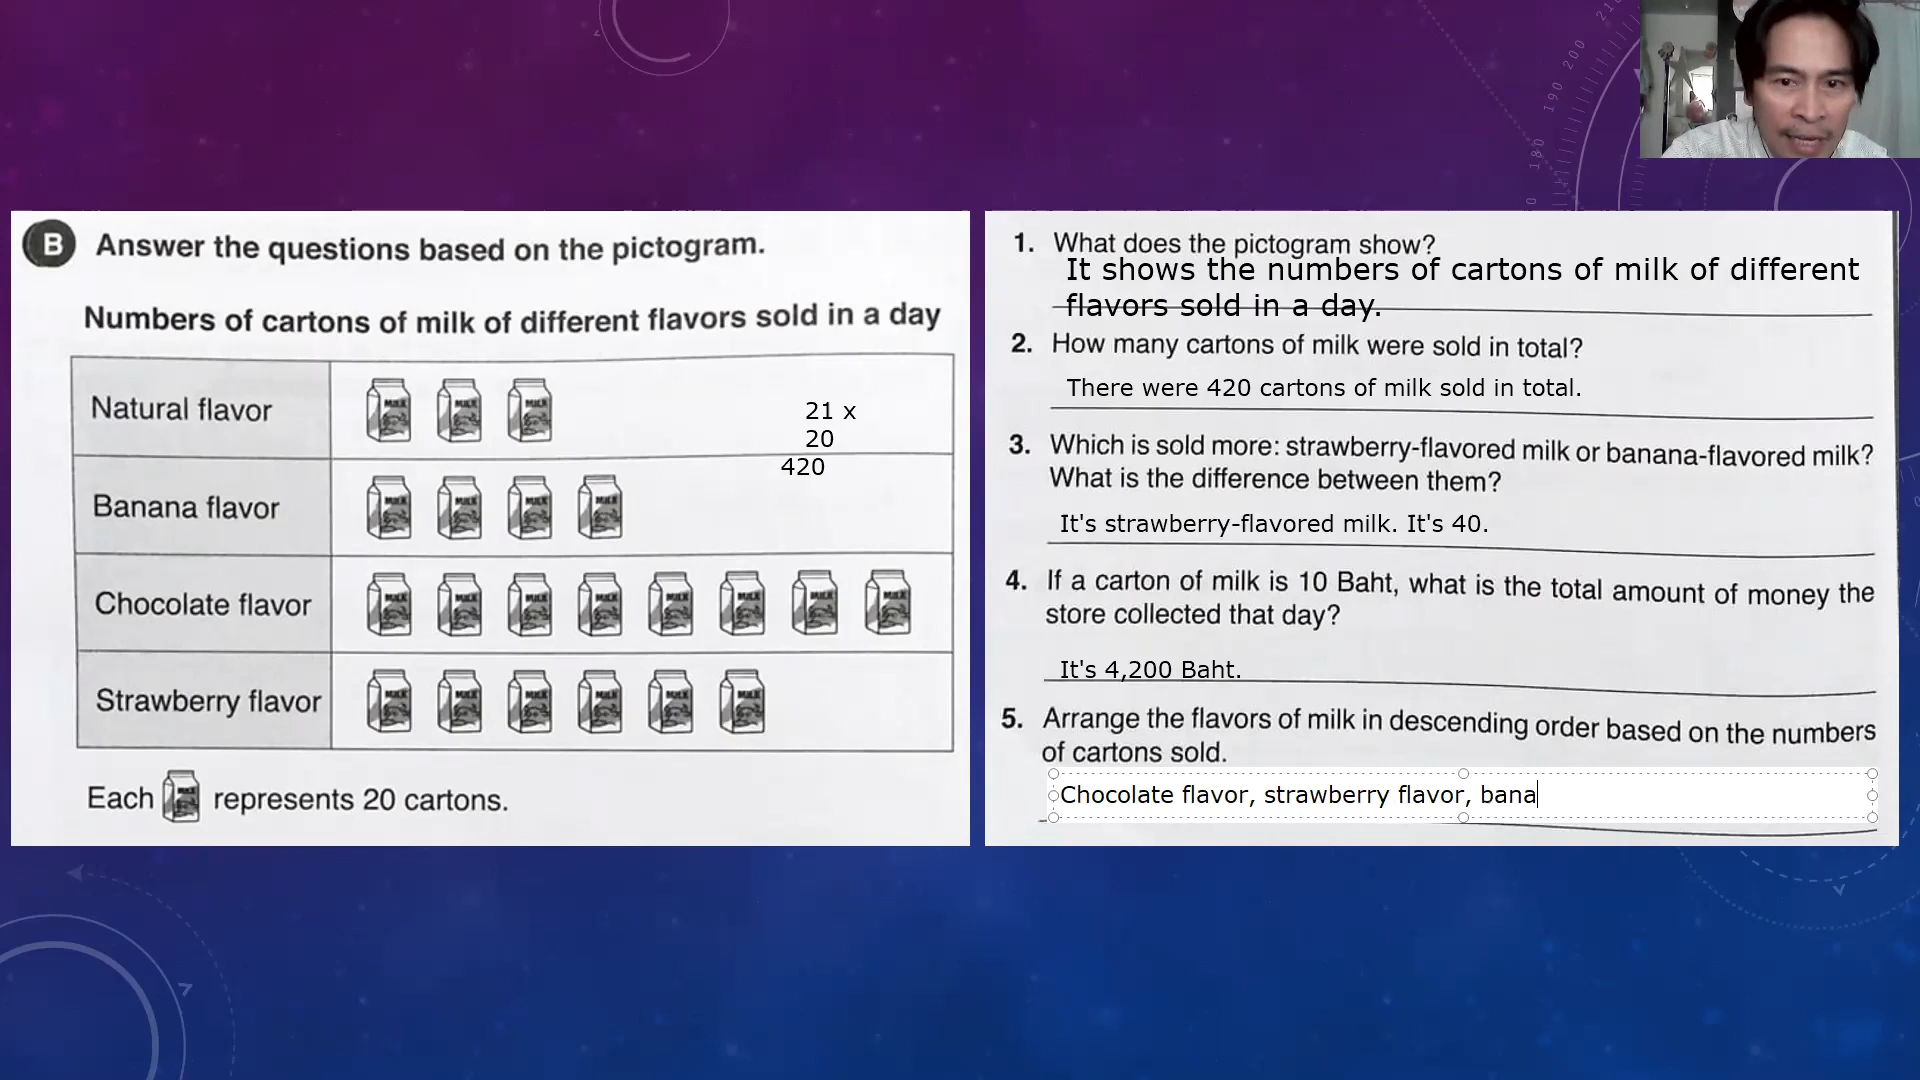 B Answer the questions based on the pictogram.
Numbers of cartons of milk of different flavors sold in a day
Natural flavor
21 x
20
420
Banana flavor
Chocolate flavor
Strawberry flavor
Each represents 20 cartons.
1. What does the pictogram show?
It shows the numbers of cartons of milk of different
flavors sold in a day.
2. How many cartons of milk were sold in total?
There were 420 cartons of milk sold in total.
3. Which is sold more: strawberry-flavored milk or banana-flavored milk?
What is the difference between them?
It's strawberry-flavored milk. It's 40.
4. If a carton of milk is 10 Baht, what is the total amount of money the
store collected that day?
It's 4,200 Baht.
5. Arrange the flavors of milk in descending order based on the numbers
of cartons sold.
Chocolate flavor, strawberry flavor, bana
180
190
200